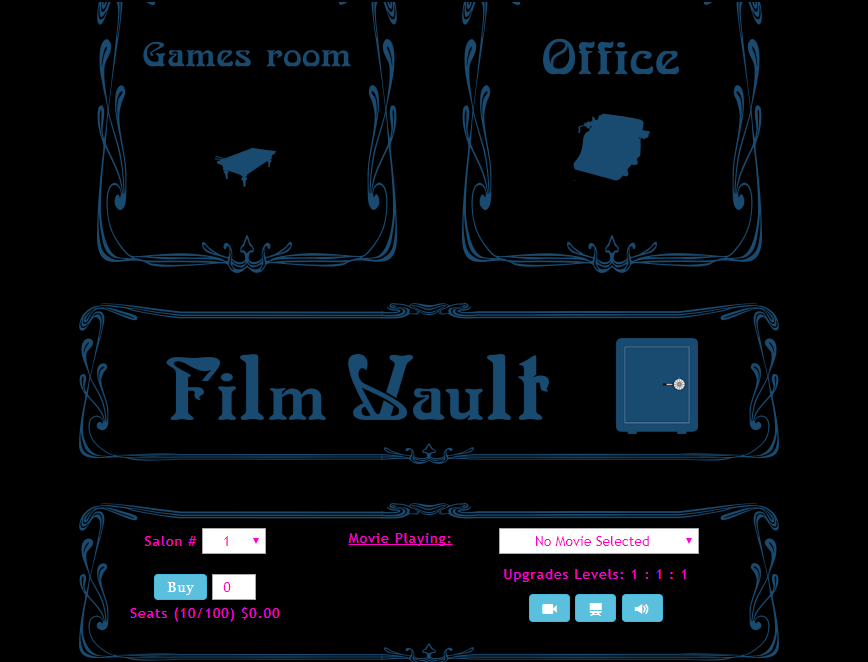 Games room
Office
Film Vault
Salon # 1
Movie Playing:
No Movie Selected
Upgrades Levels: 1 : 1 : 1
Buy 0
Seats (10/100) $0.00